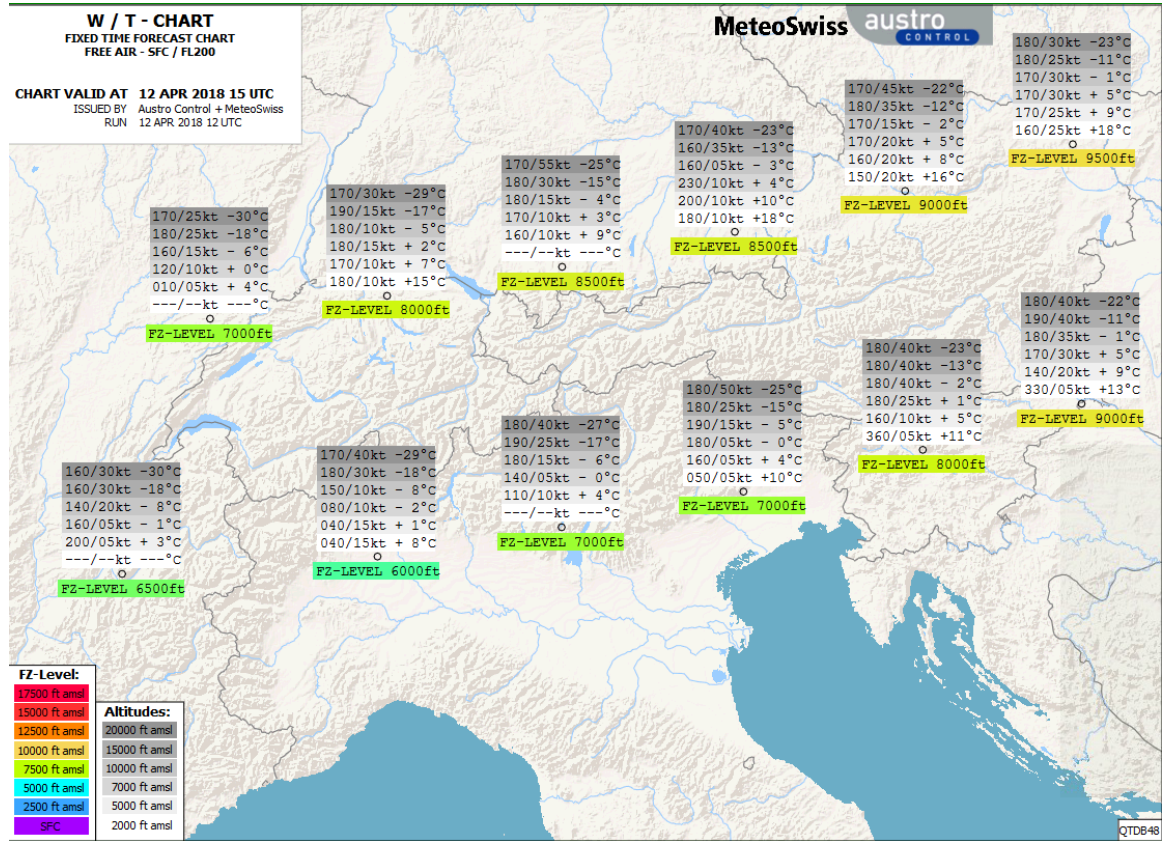 W / T - CHART
FIXED TIME FORECAST CHART
FREE AIR - SFC / FL200
CHART VALID AT 12 APR 2018 15 UTC
ISSUED BY Austro Control + MeteoSwiss
RUN 12 APR 2018 12 UTC
MeteoSwiss
austro
CONTROL
180/30kt -23°C
180/25kt -11°C
170/30kt - 1°C
170/30kt + 5°C
170/25kt + 9°C
160/25kt +18°C
FZ-LEVEL 9500ft
170/45kt -22°C
180/35kt -12°C
170/15kt - 2°C
170/20kt + 5°C
160/20kt + 8°C
150/20kt +16°C
FZ-LEVEL 9000ft
170/40kt -23°C
160/35kt -13°C
160/05kt - 3°C
230/10kt + 4°C
200/10kt +10°C
180/10kt +18°C
FZ-LEVEL 8500ft
170/55kt -25°C
180/30kt -15°C
180/15kt - 4°C
170/10kt + 3°C
160/10kt + 9°C
---/--kt ---°C
FZ-LEVEL 8500ft
170/30kt -29°C
190/15kt -17°C
180/10kt - 5°C
180/15kt + 2°C
170/10kt + 7°C
180/10kt +15°C
FZ-LEVEL 8000ft
170/25kt -30°C
180/25kt -18°C
160/15kt - 6°C
120/10kt + 0°C
010/05kt + 4°C
---/--kt ---°C
FZ-LEVEL 7000ft
180/40kt -22°C
190/40kt -11°C
180/35kt - 1°C
170/30kt + 5°C
140/20kt + 9°C
330/05kt +13°C
FZ-LEVEL 9000ft
180/40kt -23°C
180/40kt -13°C
180/40kt - 2°C
180/25kt + 1°C
160/10kt + 5°C
360/05kt +11°C
FZ-LEVEL 8000ft
180/50kt -25°C
180/25kt -15°C
190/15kt - 5°C
180/05kt - 0°C
160/05kt + 4°C
050/05kt +10°C
FZ-LEVEL 7000ft
180/40kt -27°C
190/25kt -17°C
180/15kt - 6°C
140/05kt - 0°C
110/10kt + 4°C
---/--kt ---°C
FZ-LEVEL 7000ft
170/40kt -29°C
180/30kt -18°C
150/10kt - 8°C
080/10kt - 2°C
040/15kt + 1°C
040/15kt + 8°C
FZ-LEVEL 6000ft
160/30kt -30°C
160/30kt -18°C
140/20kt - 8°C
160/05kt - 1°C
200/05kt + 3°C
---/--kt ---°C
FZ-LEVEL 6500ft
FZ-Level:
17500 ft amsl
15000 ft amsl
12500 ft amsl
10000 ft amsl
7500 ft amsl
5000 ft amsl
2500 ft amsl
SFC
Altitudes:
20000 ft amsl
15000 ft amsl
10000 ft amsl
7000 ft amsl
5000 ft amsl
2000 ft amsl
QTDB48